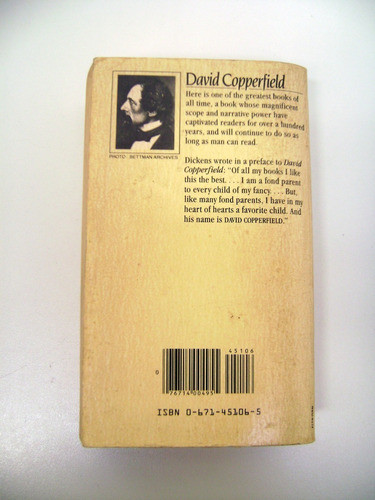 David Copperfield
Here is one of the greatest books of
all time, a book whose magnificent
scope and narrative power have
captivated readers for over a hundred
years, and will continue to do so as
long as man can read.
PHOTO: BETTMAN ARCHIVES
Dickens wrote in a preface to David
Copperfield: "Of all my books I like
this the best. . . . I am a fond parent
to every child of my fancy. . . . But,
like many fond parents, I have in my
heart of hearts a favorite child. And
his name is DAVID COPPERFIELD."
45106
0
76714 00495
ISBN 0-671-45106-5